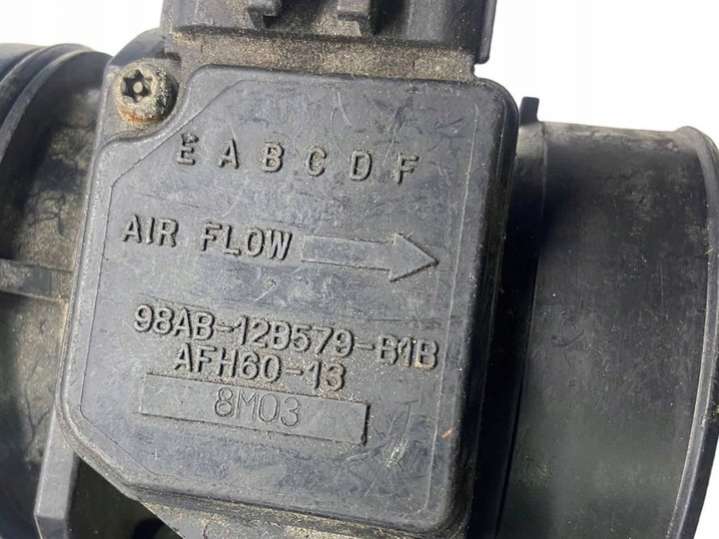 E A B C D F
AIR FLOW
98AB-12B579-B1B
AFH60-13
8M03